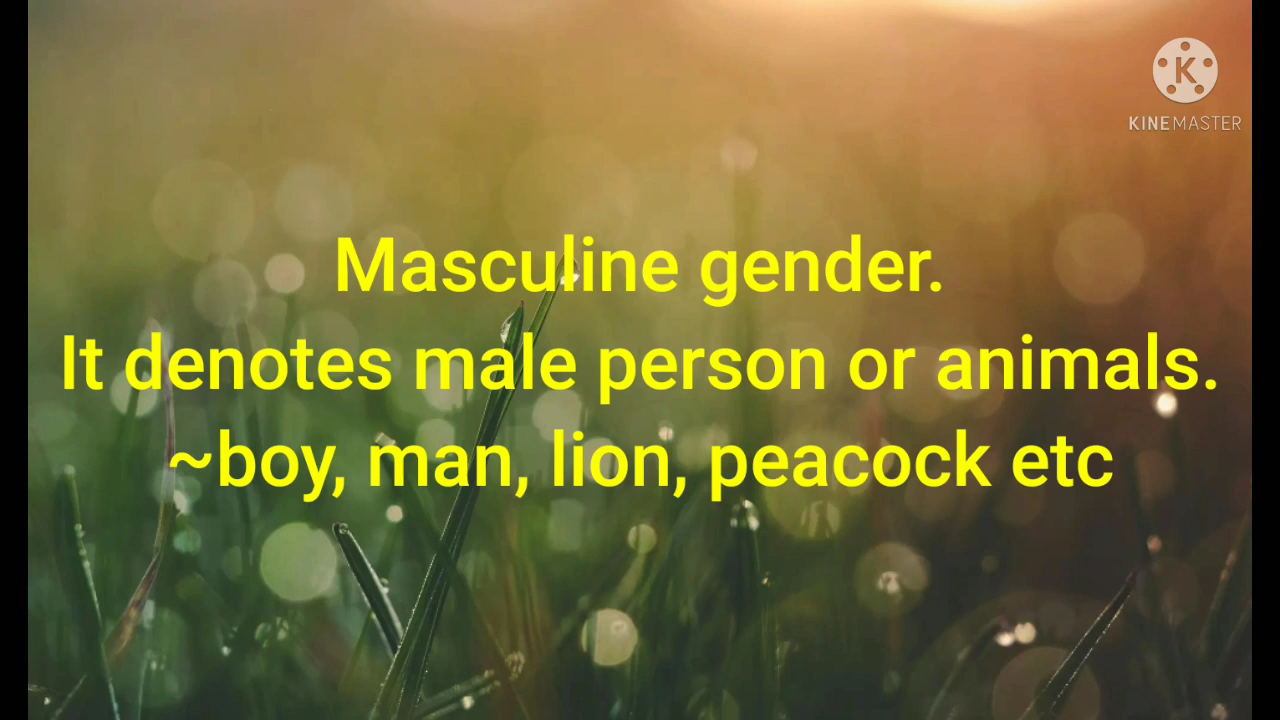 KINEMASTER
Masculine gender.
It denotes male person or animals.
~boy, man, lion, peacock etc